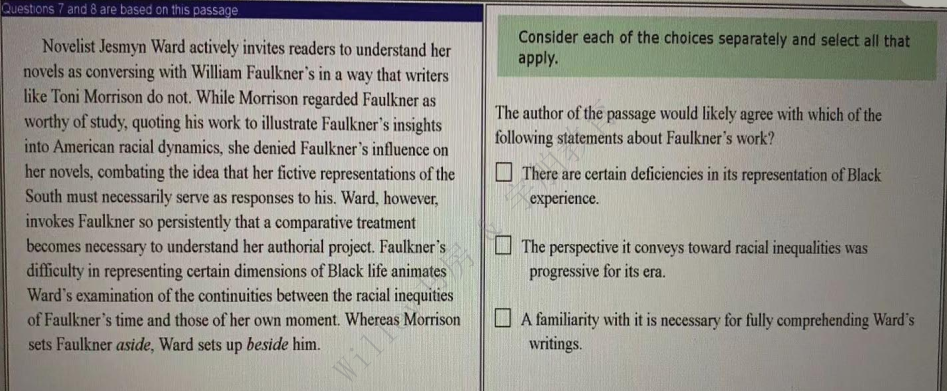 Questions 7 and 8 are based on this passage
Novelist Jesmyn Ward actively invites readers to understand her
novels as conversing with William Faulkner's in a way that writers
like Toni Morrison do not. While Morrison regarded Faulkner as
worthy of study, quoting his work to illustrate Faulkner's insights
into American racial dynamics, she denied Faulkner's influence on
her novels, combating the idea that her fictive representations of the
South must necessarily serve as responses to his. Ward, however,
invokes Faulkner so persistently that a comparative treatment
becomes necessary to understand her authorial project. Faulkner's
difficulty in representing certain dimensions of Black life animates
Ward's examination of the continuities between the racial inequities
of Faulkner's time and those of her own moment. Whereas Morrison
sets Faulkner aside, Ward sets up beside him.
Consider each of the choices separately and select all that
apply.
The author of the passage would likely agree with which of the
following statements about Faulkner's work?
There are certain deficiencies in its representation of Black
experience.
The perspective it conveys toward racial inequalities was
progressive for its era.
A familiarity with it is necessary for fully comprehending Ward's
writings.